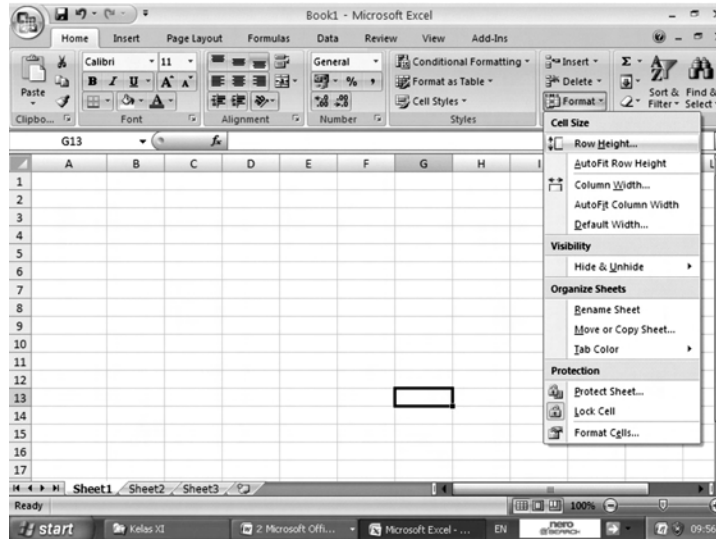 Book1 - Microsoft Excel
Home Insert Page Layout Formulas Data Review View Add-Ins
Paste
Calibri 11
B I U A A
A
General
% ,
Conditional Formatting
Format as Table
Cell Styles
Insert
Delete
Format
Σ
Sort & Filter
Find & Select
Clipbo... Font Alignment Number Styles
G13 fx
A B C D E F G H I L
1
2
3
4
5
6
7
8
9
10
11
12
13
14
15
16
17
Cell Size
Row Height...
AutoFit Row Height
Column Width...
AutoFit Column Width
Default Width...
Visibility
Hide & Unhide
Organize Sheets
Rename Sheet
Move or Copy Sheet...
Tab Color
Protection
Protect Sheet...
Lock Cell
Format Cells...
Sheet1 Sheet2 Sheet3
Ready 100%
start Kelas XI 2 Microsoft Offi... Microsoft Excel - ... EN nero SEARCH 09:56